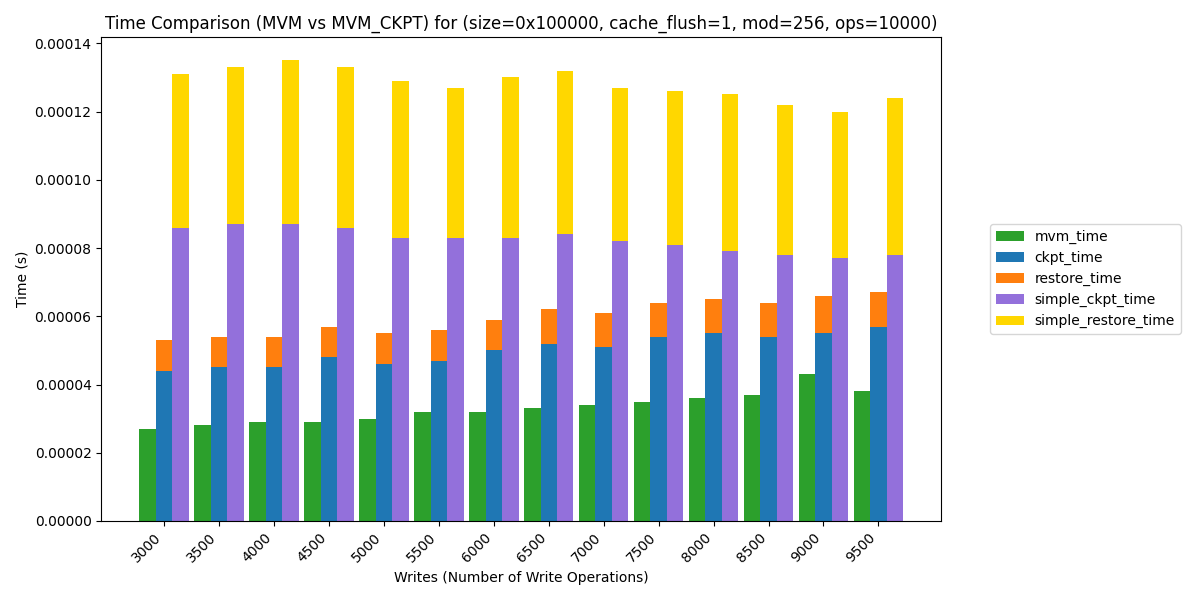 Time Comparison (MVM vs MVM_CKPT) for (size=0x100000, cache_flush=1, mod=256, ops=10000)
0.00014
0.00012
0.00010
0.00008
0.00006
0.00004
0.00002
0.00000
Time (s)
3000
3500
4000
4500
5000
5500
6000
6500
7000
7500
8000
8500
9000
9500
Writes (Number of Write Operations)
mvm_time
ckpt_time
restore_time
simple_ckpt_time
simple_restore_time